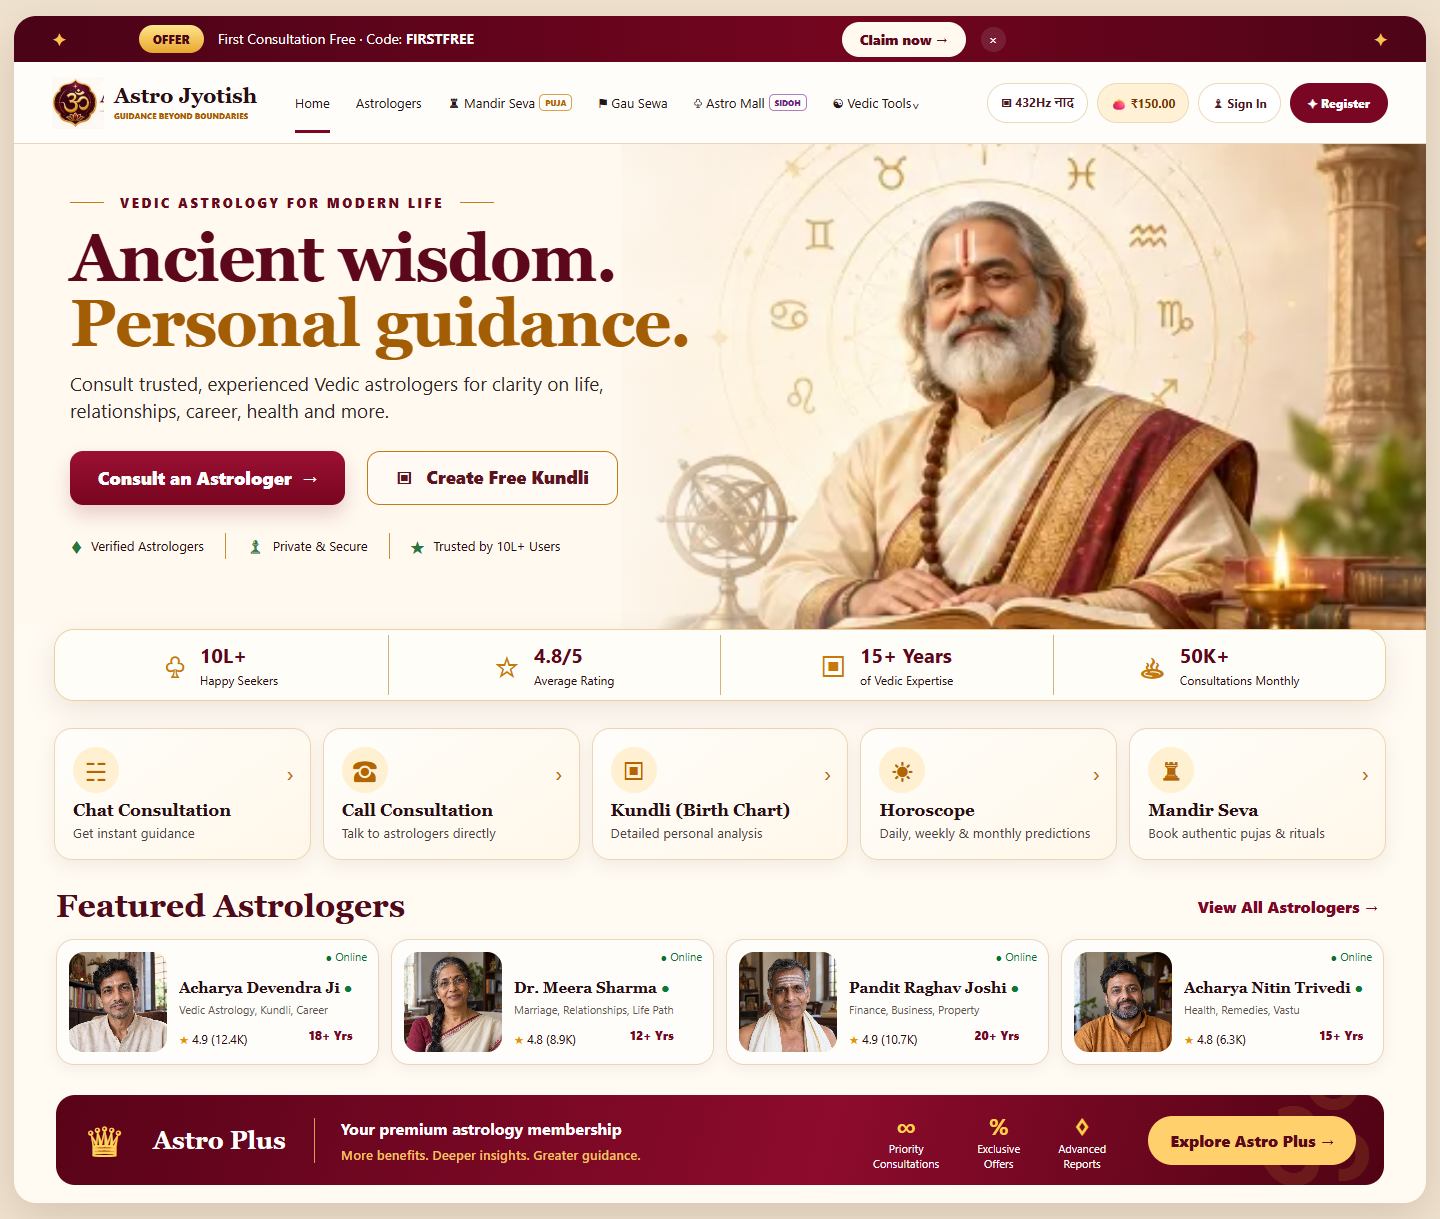 OFFER First Consultation Free · Code: FIRSTFREE Claim now → ×
Astro Jyotish
GUIDANCE BEYOND BOUNDARIES
Home Astrologers Mandir Seva PUJA Gau Sewa Astro Mall SIDDH Vedic Tools
432Hz नाद ₹150.00 Sign In Register
VEDIC ASTROLOGY FOR MODERN LIFE
Ancient wisdom.
Personal guidance.
Consult trusted, experienced Vedic astrologers for clarity on life,
relationships, career, health and more.
Consult an Astrologer → Create Free Kundli
Verified Astrologers Private & Secure Trusted by 10L+ Users
10L+
Happy Seekers
4.8/5
Average Rating
15+ Years
of Vedic Expertise
50K+
Consultations Monthly
Chat Consultation
Get instant guidance
Call Consultation
Talk to astrologers directly
Kundli (Birth Chart)
Detailed personal analysis
Horoscope
Daily, weekly & monthly predictions
Mandir Seva
Book authentic pujas & rituals
Featured Astrologers
View All Astrologers →
● Online
Acharya Devendra Ji ●
Vedic Astrology, Kundli, Career
★ 4.9 (12.4K) 18+ Yrs
● Online
Dr. Meera Sharma ●
Marriage, Relationships, Life Path
★ 4.8 (8.9K) 12+ Yrs
● Online
Pandit Raghav Joshi ●
Finance, Business, Property
★ 4.9 (10.7K) 20+ Yrs
● Online
Acharya Nitin Trivedi ●
Health, Remedies, Vastu
★ 4.8 (6.3K) 15+ Yrs
Astro Plus
Your premium astrology membership
More benefits. Deeper insights. Greater guidance.
∞
Priority
Consultations
%
Exclusive
Offers
Advanced
Reports
Explore Astro Plus →